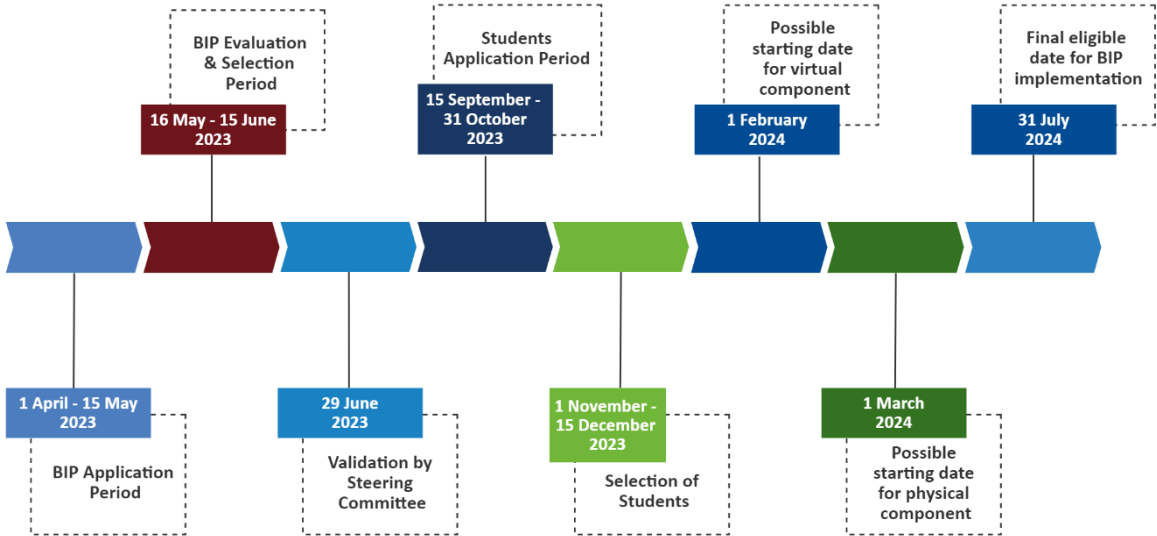 BIP Evaluation
& Selection
Period
16 May - 15 June
2023
Students
Application Period
15 September -
31 October
2023
Possible
starting date
for virtual
component
1 February
2024
Final eligible
date for BIP
implementation
31 July
2024
1 April - 15 May
2023
BIP Application
Period
29 June
2023
Validation by
Steering
Committee
1 November -
15 December
2023
Selection of
Students
1 March
2024
Possible
starting date
for physical
component